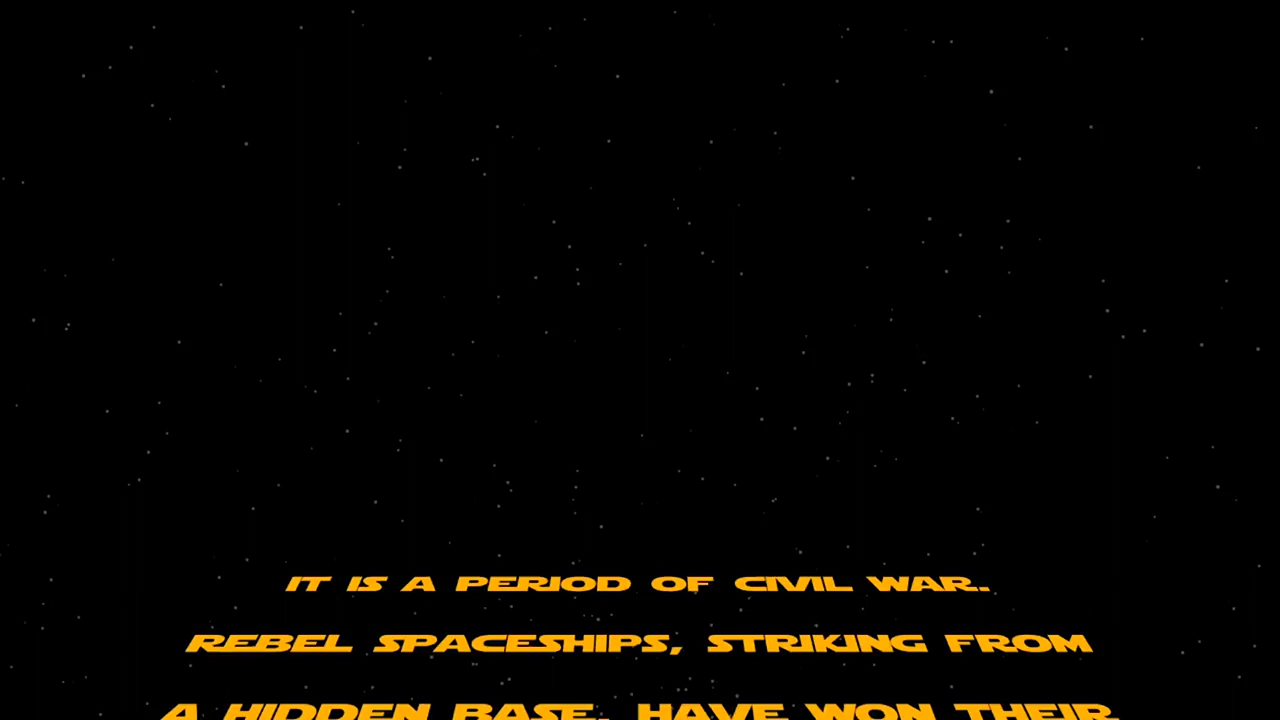 IT IS A PERIOD OF CIVIL WAR.
REBEL SPACESHIPS, STRIKING FROM
A HIDDEN BASE, HAVE WON THEIR